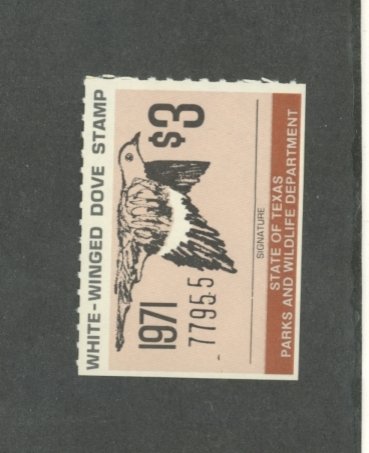 WHITE-WINGED DOVE STAMP
1971
$3
77955
SIGNATURE
STATE OF TEXAS
PARKS AND WILDLIFE DEPARTMENT